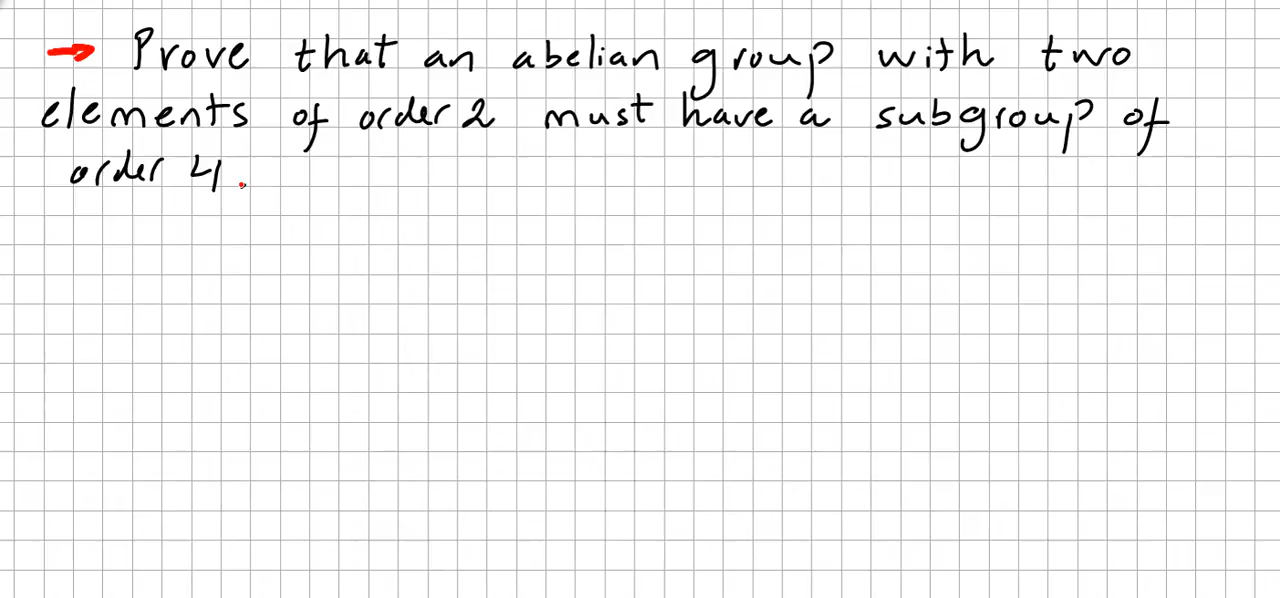 → Prove that an abelian group with two
elements of order 2 must have a subgroup of
order 4.